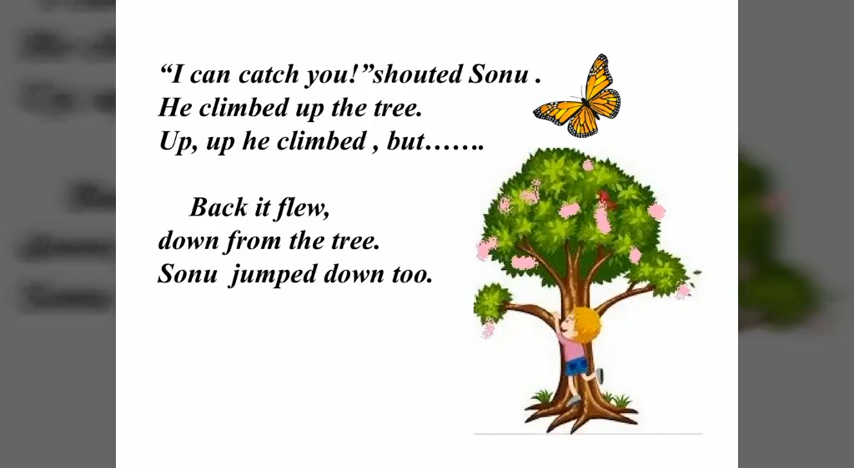 “I can catch you!”shouted Sonu .
He climbed up the tree.
Up, up he climbed , but…….
Back it flew,
down from the tree.
Sonu jumped down too.